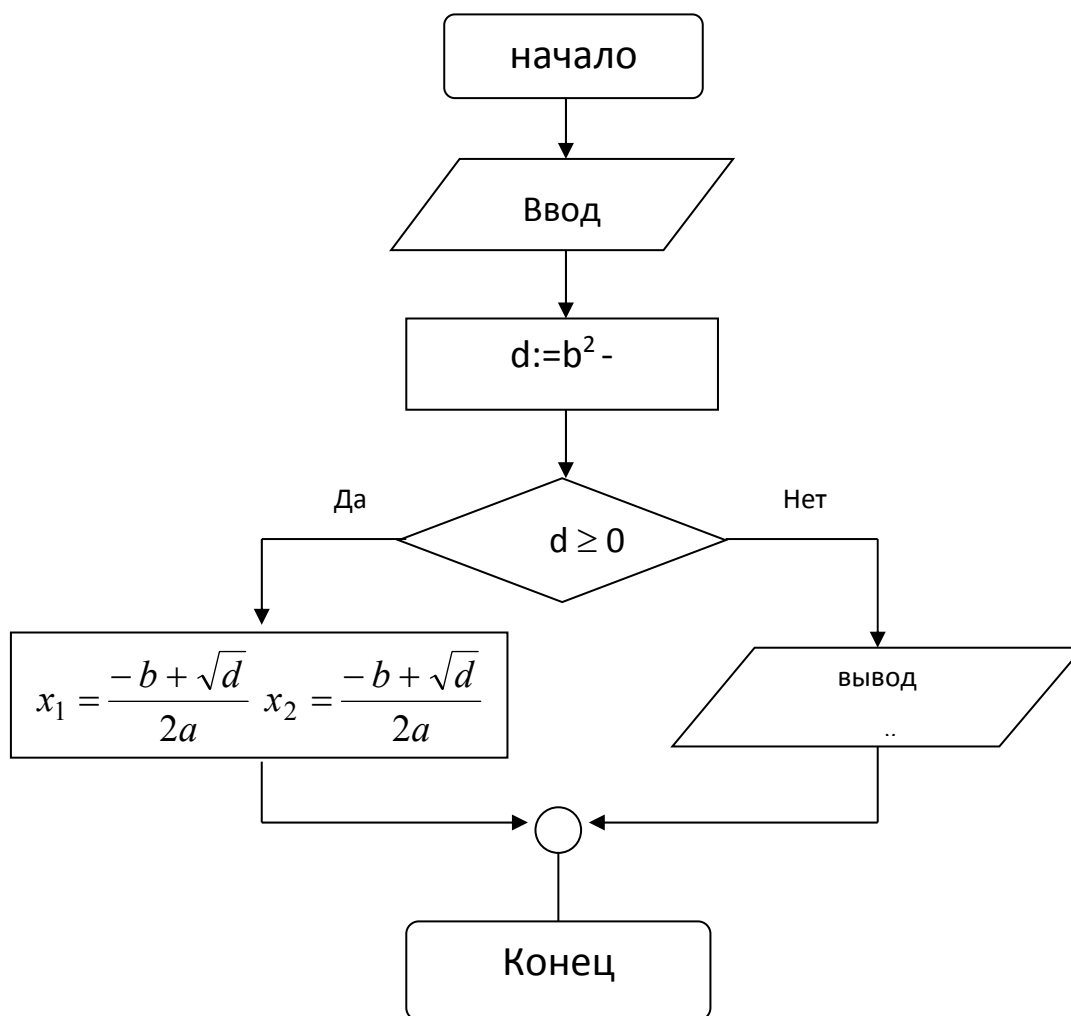 начало
Ввод
d:=b² -
Да
Нет
d ≥ 0
x₁ = (-b + √d) / 2a x₂ = (-b + √d) / 2a
вывод
..
Конец